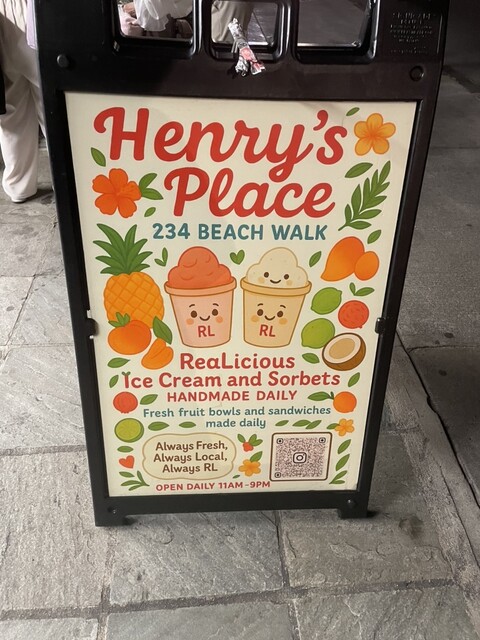 Henry's
Place
234 BEACH WALK
RL
RL
ReaLicious
Ice Cream and Sorbets
HANDMADE DAILY
Fresh fruit bowls and sandwiches
made daily
Always Fresh,
Always Local,
Always RL
OPEN DAILY 11AM-9PM